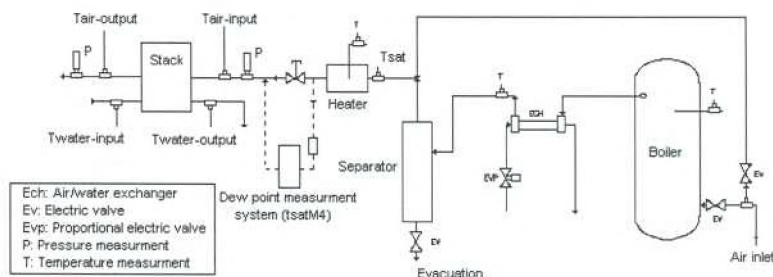 Tair-output
Tair-input
P
P
T
Tsat
Stack
Heater
T
T
ECH
Twater-input
Twater-output
Separator
EVP
Boiler
Ev
Dew point measurment
system (tsatM4)
EV
EV
Air inlet
Evacuation
Ech: Air/water exchanger
Ev: Electric valve
Evp: Proportional electric valve
P: Pressure measurment
T: Temperature measurment